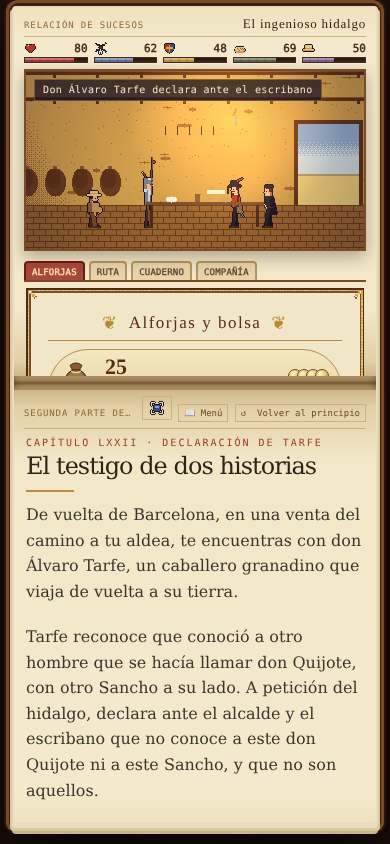 RELACIÓN DE SUCESOS
El ingenioso hidalgo
80 62 48 69 50
Don Álvaro Tarfe declara ante el escribano
ALFORJAS RUTA CUADERNO COMPAÑÍA
Alforjas y bolsa
25
SEGUNDA PARTE DE…
Menú
Volver al principio
CAPÍTULO LXXII · DECLARACIÓN DE TARFE
El testigo de dos historias
De vuelta de Barcelona, en una venta del
camino a tu aldea, te encuentras con don
Álvaro Tarfe, un caballero granadino que
viaja de vuelta a su tierra.
Tarfe reconoce que conoció a otro
hombre que se hacía llamar don Quijote,
con otro Sancho a su lado. A petición del
hidalgo, declara ante el alcalde y el
escribano que no conoce a este don
Quijote ni a este Sancho, y que no son
aquellos.